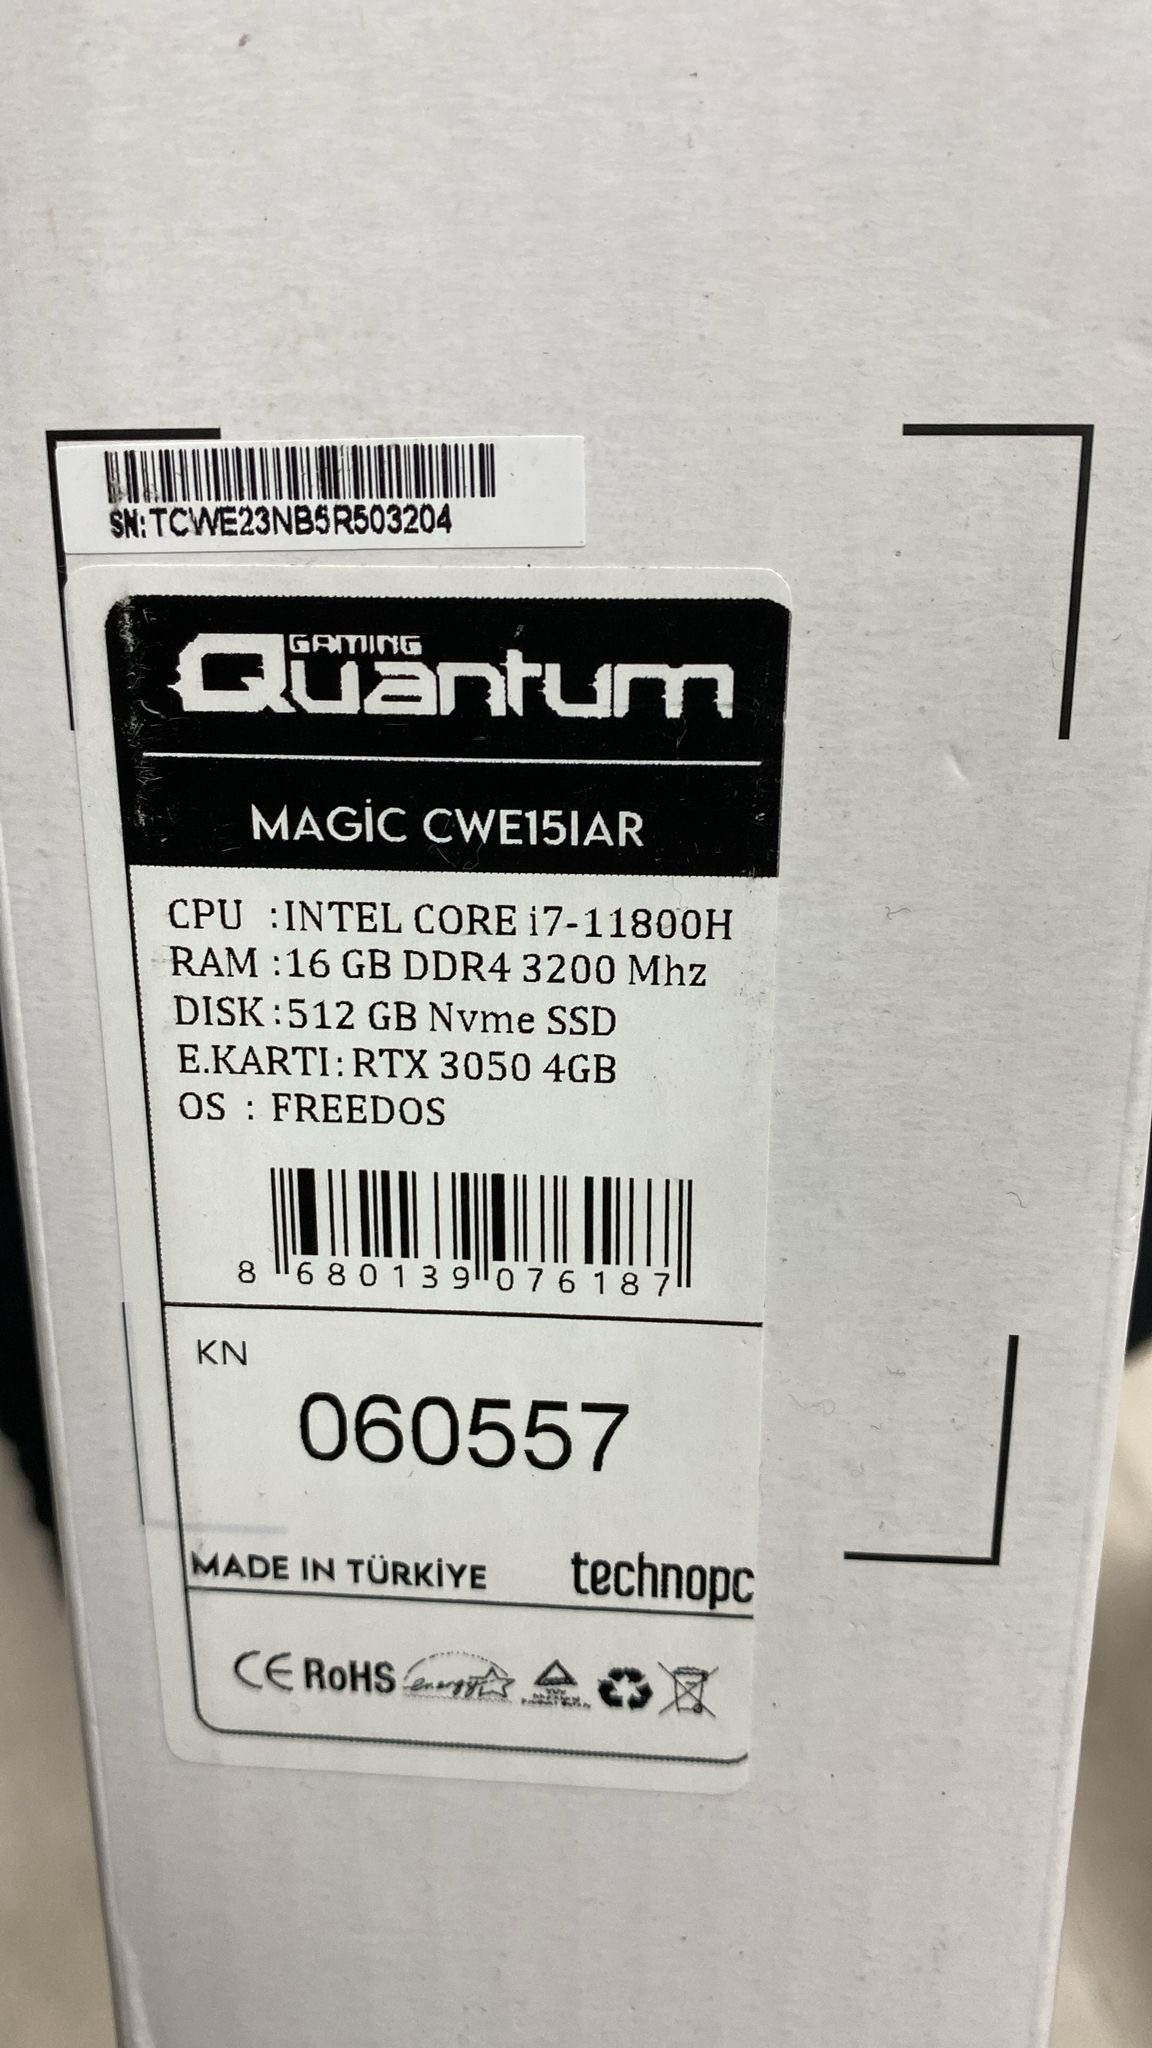 SN:TCWE23NB5R503204
GAMING
Quantum
MAGİC CWE15IAR
CPU :INTEL CORE i7-11800H
RAM :16 GB DDR4 3200 Mhz
DISK:512 GB Nvme SSD
E.KARTI:RTX 3050 4GB
OS : FREEDOS
8 680139 076187
KN
060557
MADE IN TÜRKİYE technopc
CE RoHS energy